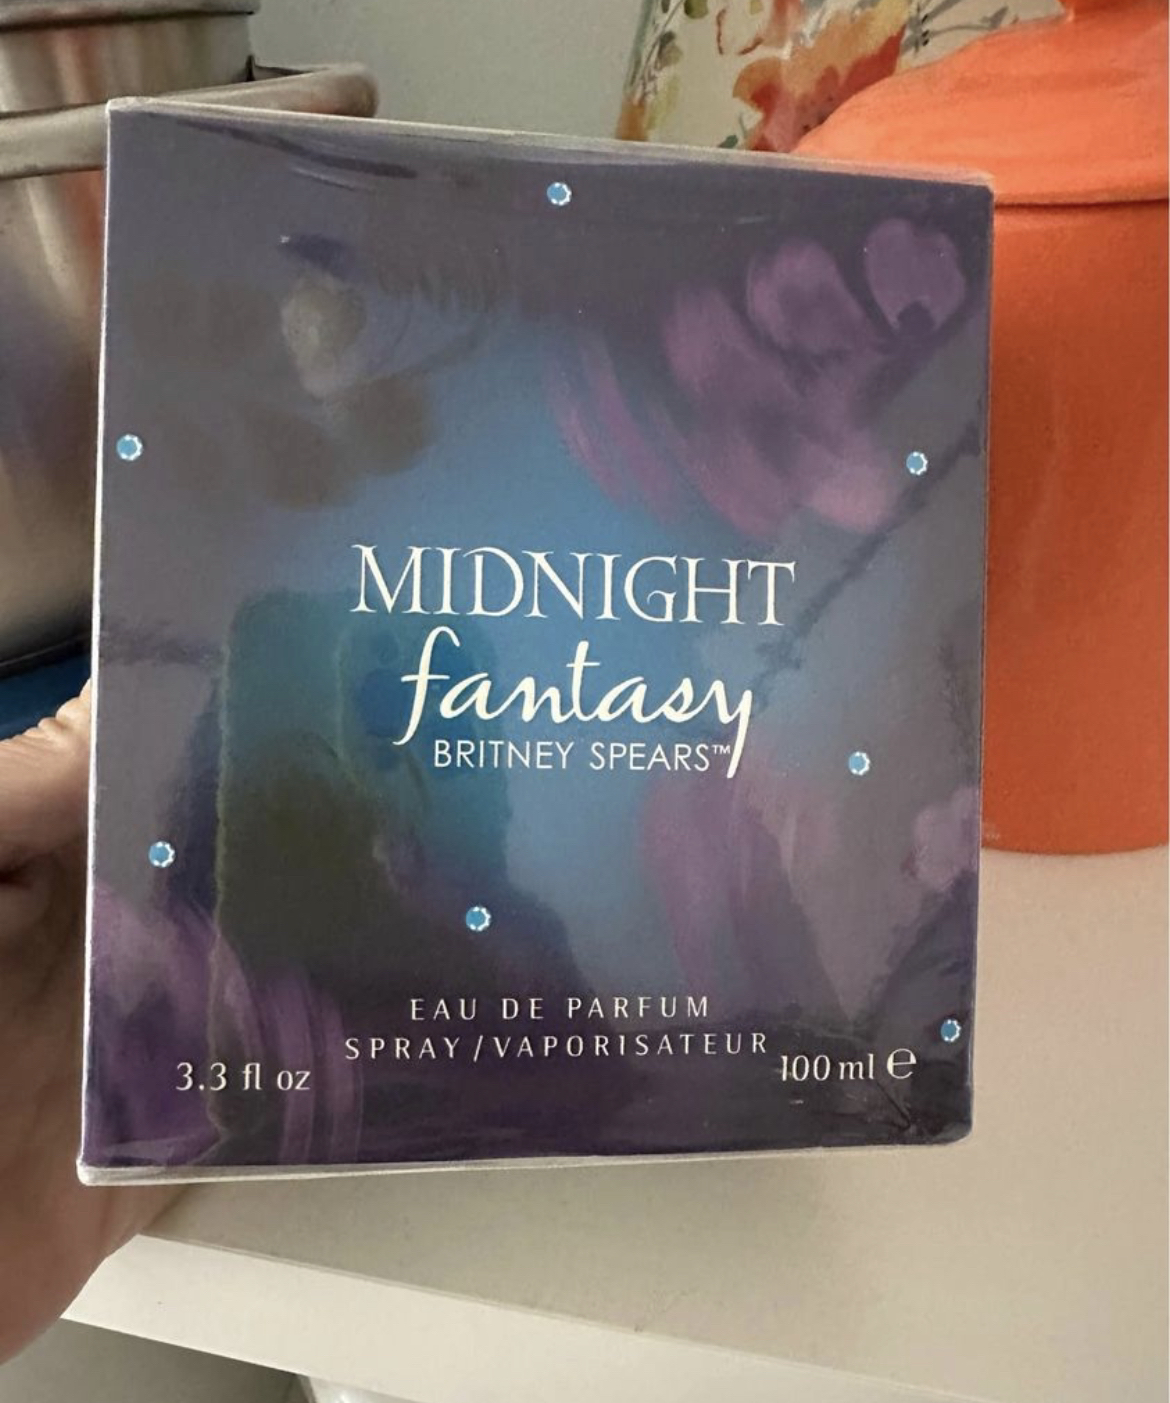 MIDNIGHT
fantasy
BRITNEY SPEARS™
EAU DE PARFUM
SPRAY/VAPORISATEUR
3.3 fl oz
100 ml ℮